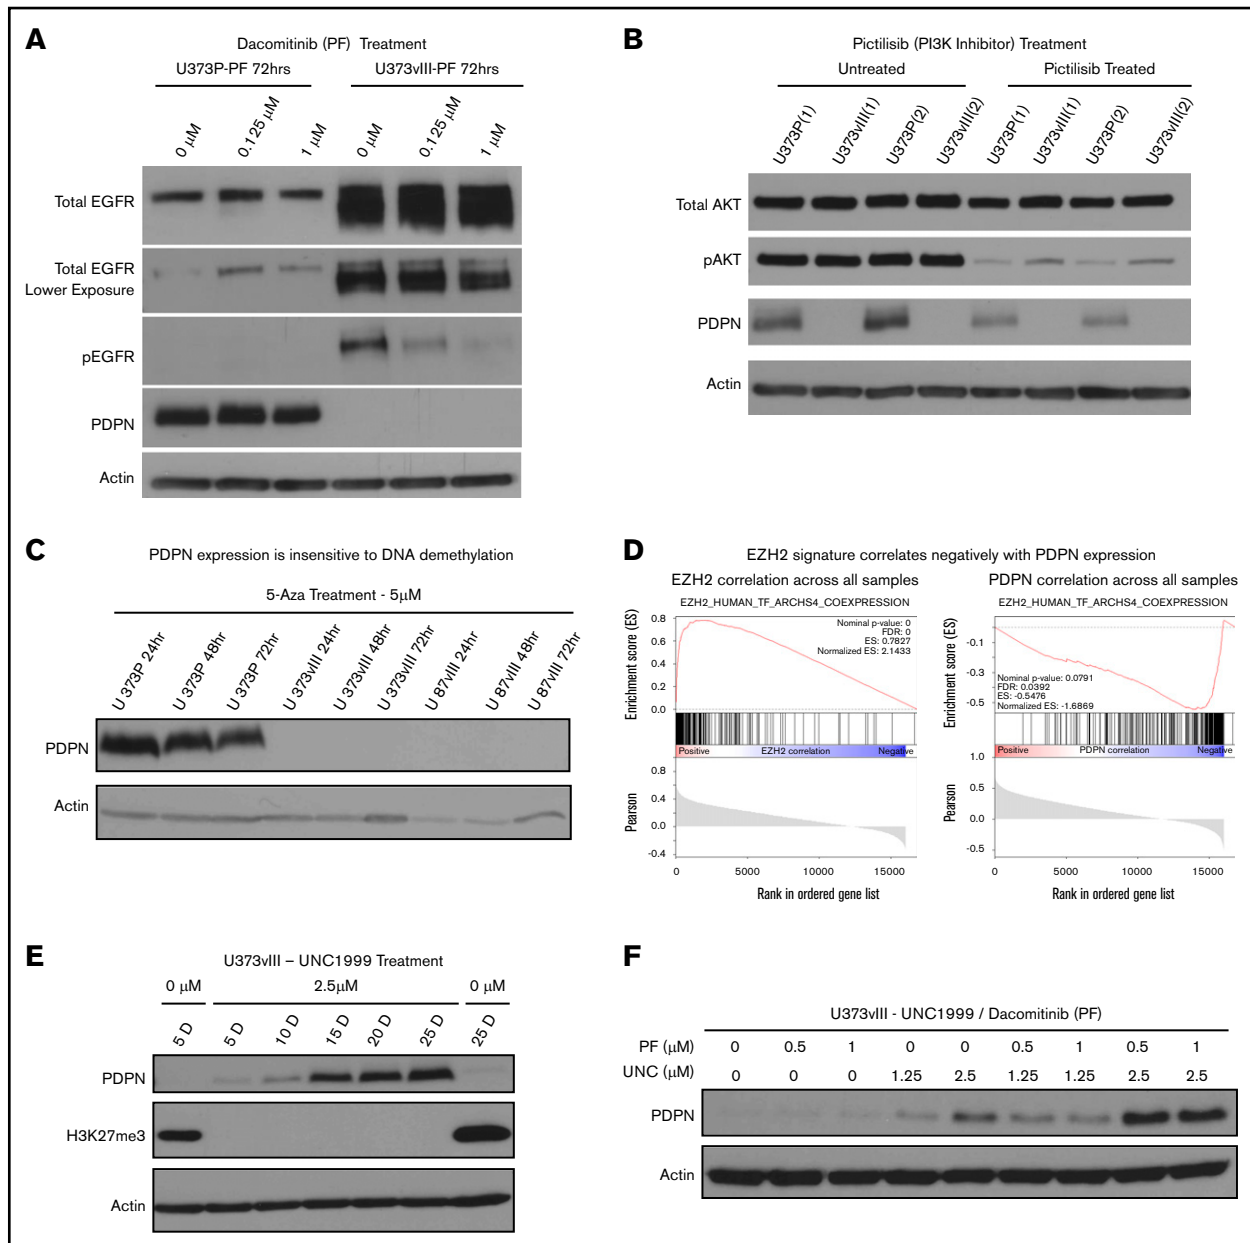 A
Dacomitinib (PF) Treatment
U373P-PF 72hrs U373vIII-PF 72hrs
0 μM 0.125 μM 1 μM 0 μM 0.125 μM 1 μM
Total EGFR
Total EGFR
Lower Exposure
pEGFR
PDPN
Actin
B
Pictilisib (PI3K Inhibitor) Treatment
Untreated Pictilisib Treated
U373P(1) U373vIII(1) U373P(2) U373vIII(2) U373P(1) U373vIII(1) U373P(2) U373vIII(2)
Total AKT
pAKT
PDPN
Actin
C
PDPN expression is insensitive to DNA demethylation
5-Aza Treatment - 5μM
U373P 24hr U373P 48hr U373P 72hr U373vIII 24hr U373vIII 48hr U373vIII 72hr U87vIII 24hr U87vIII 48hr U87vIII 72hr
PDPN
Actin
D
EZH2 signature correlates negatively with PDPN expression
EZH2 correlation across all samples
EZH2_HUMAN_TF_ARCHS4_COEXPRESSION
Enrichment score (ES)
0.8
0.6
0.4
0.2
0.0
Nominal p-value: 0
FDR: 0
ES: 0.7827
Normalized ES: 2.1433
Positive EZH2 correlation Negative
Pearson
0.8
0.4
0.0
-0.4
0 5000 10000 15000
Rank in ordered gene list
PDPN correlation across all samples
EZH2_HUMAN_TF_ARCHS4_COEXPRESSION
Enrichment score (ES)
-0.1
-0.3
-0.5
Nominal p-value: 0.0791
FDR: 0.0392
ES: -0.5476
Normalized ES: -1.6869
Positive PDPN correlation Negative
Pearson
1.0
0.5
0.0
-0.5
0 5000 10000 15000
Rank in ordered gene list
E
U373vIII – UNC1999 Treatment
0 μM 2.5μM 0 μM
5 D 5 D 10 D 15 D 20 D 25 D 25 D
PDPN
H3K27me3
Actin
F
U373vIII - UNC1999 / Dacomitinib (PF)
PF (μM) 0 0.5 1 0 0 0.5 1 0.5 1
UNC (μM) 0 0 0 1.25 2.5 1.25 1.25 2.5 2.5
PDPN
Actin